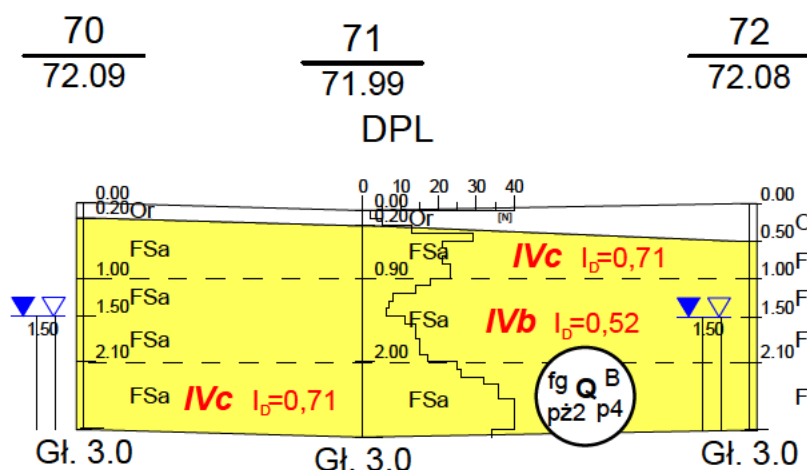 70 71 72
72.09 71.99 72.08
DPL
0 10 20 30 40
0.00 0.00 0.00
0.20 Or 0.20 Or [N] O
0.50
FSa FSa IVc I_D=0,71 F
1.00 0.90 1.00
FSa F
1.50 1.50
1.50 FSa IVb I_D=0,52 1.50
FSa F
2.10 2.00 2.10
FSa IVc I_D=0,71 FSa fg Q B F
pż2 p4
Gł. 3.0 Gł. 3.0 Gł. 3.0